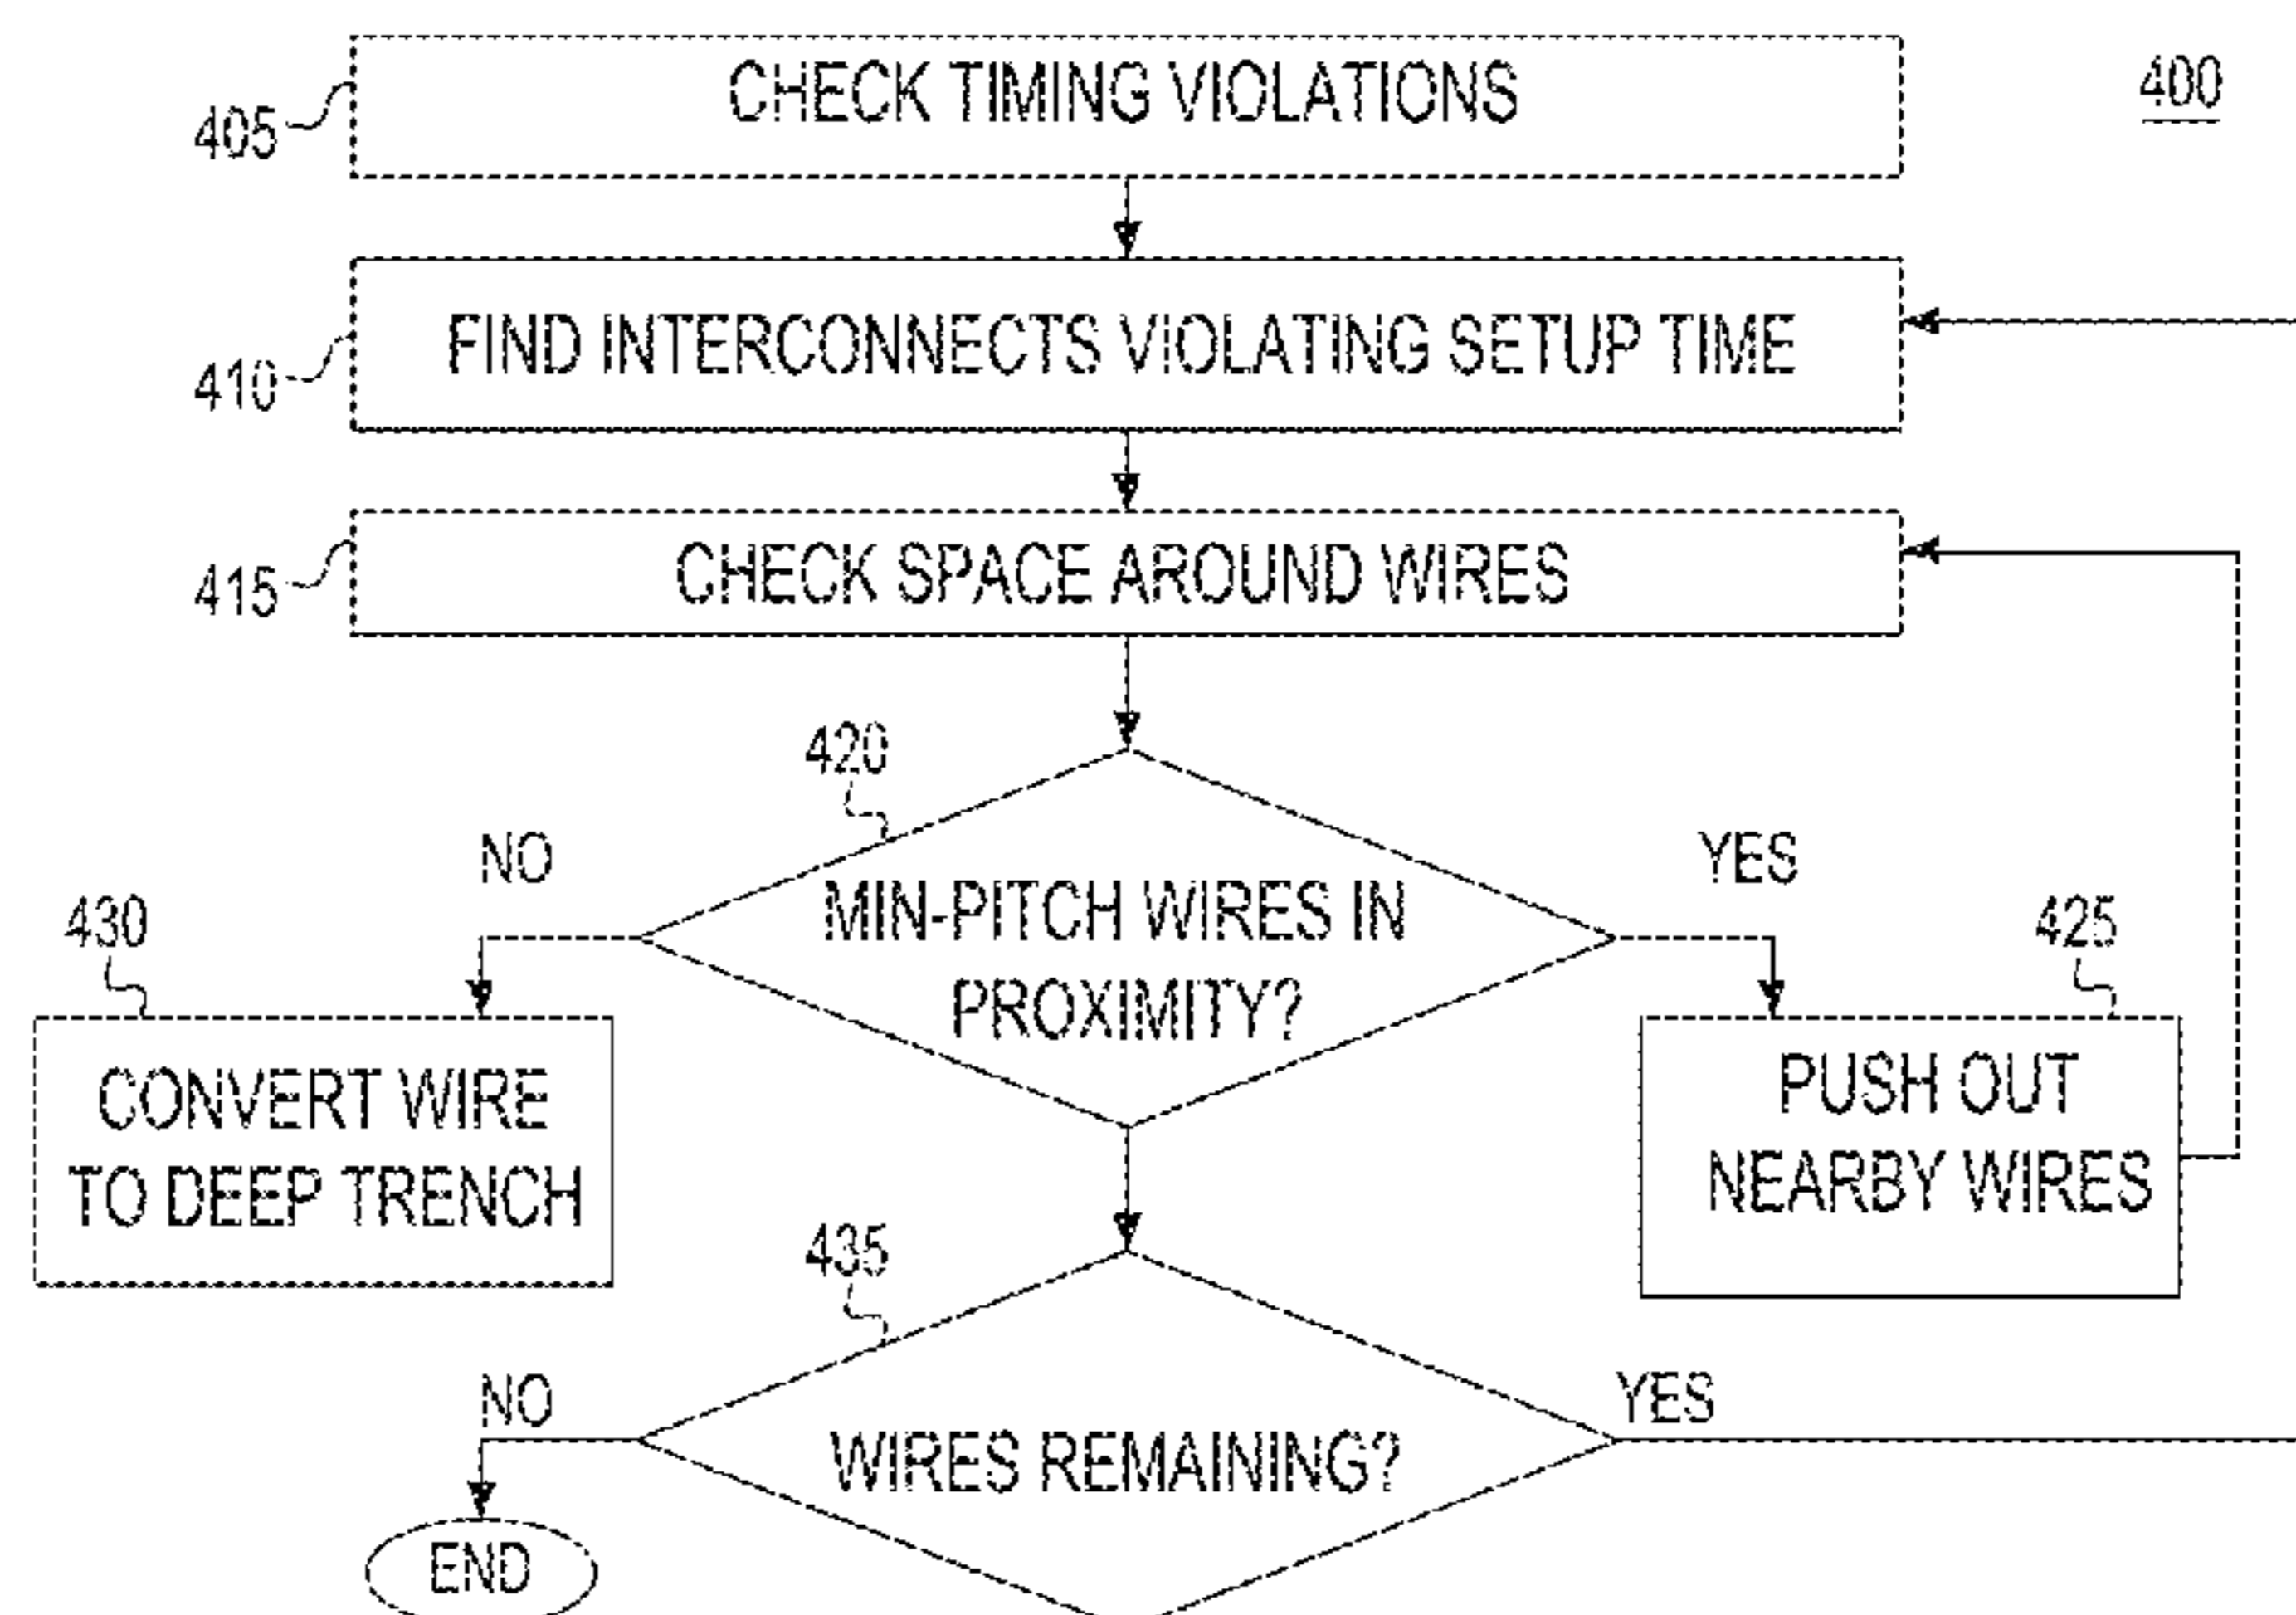 CHECK TIMING VIOLATIONS
400
405
FIND INTERCONNECTS VIOLATING SETUP TIME
410
CHECK SPACE AROUND WIRES
415
420
NO
YES
MIN-PITCH WIRES IN
PROXIMITY?
430
425
CONVERT WIRE
TO DEEP TRENCH
PUSH OUT
NEARBY WIRES
435
NO
YES
WIRES REMAINING?
END